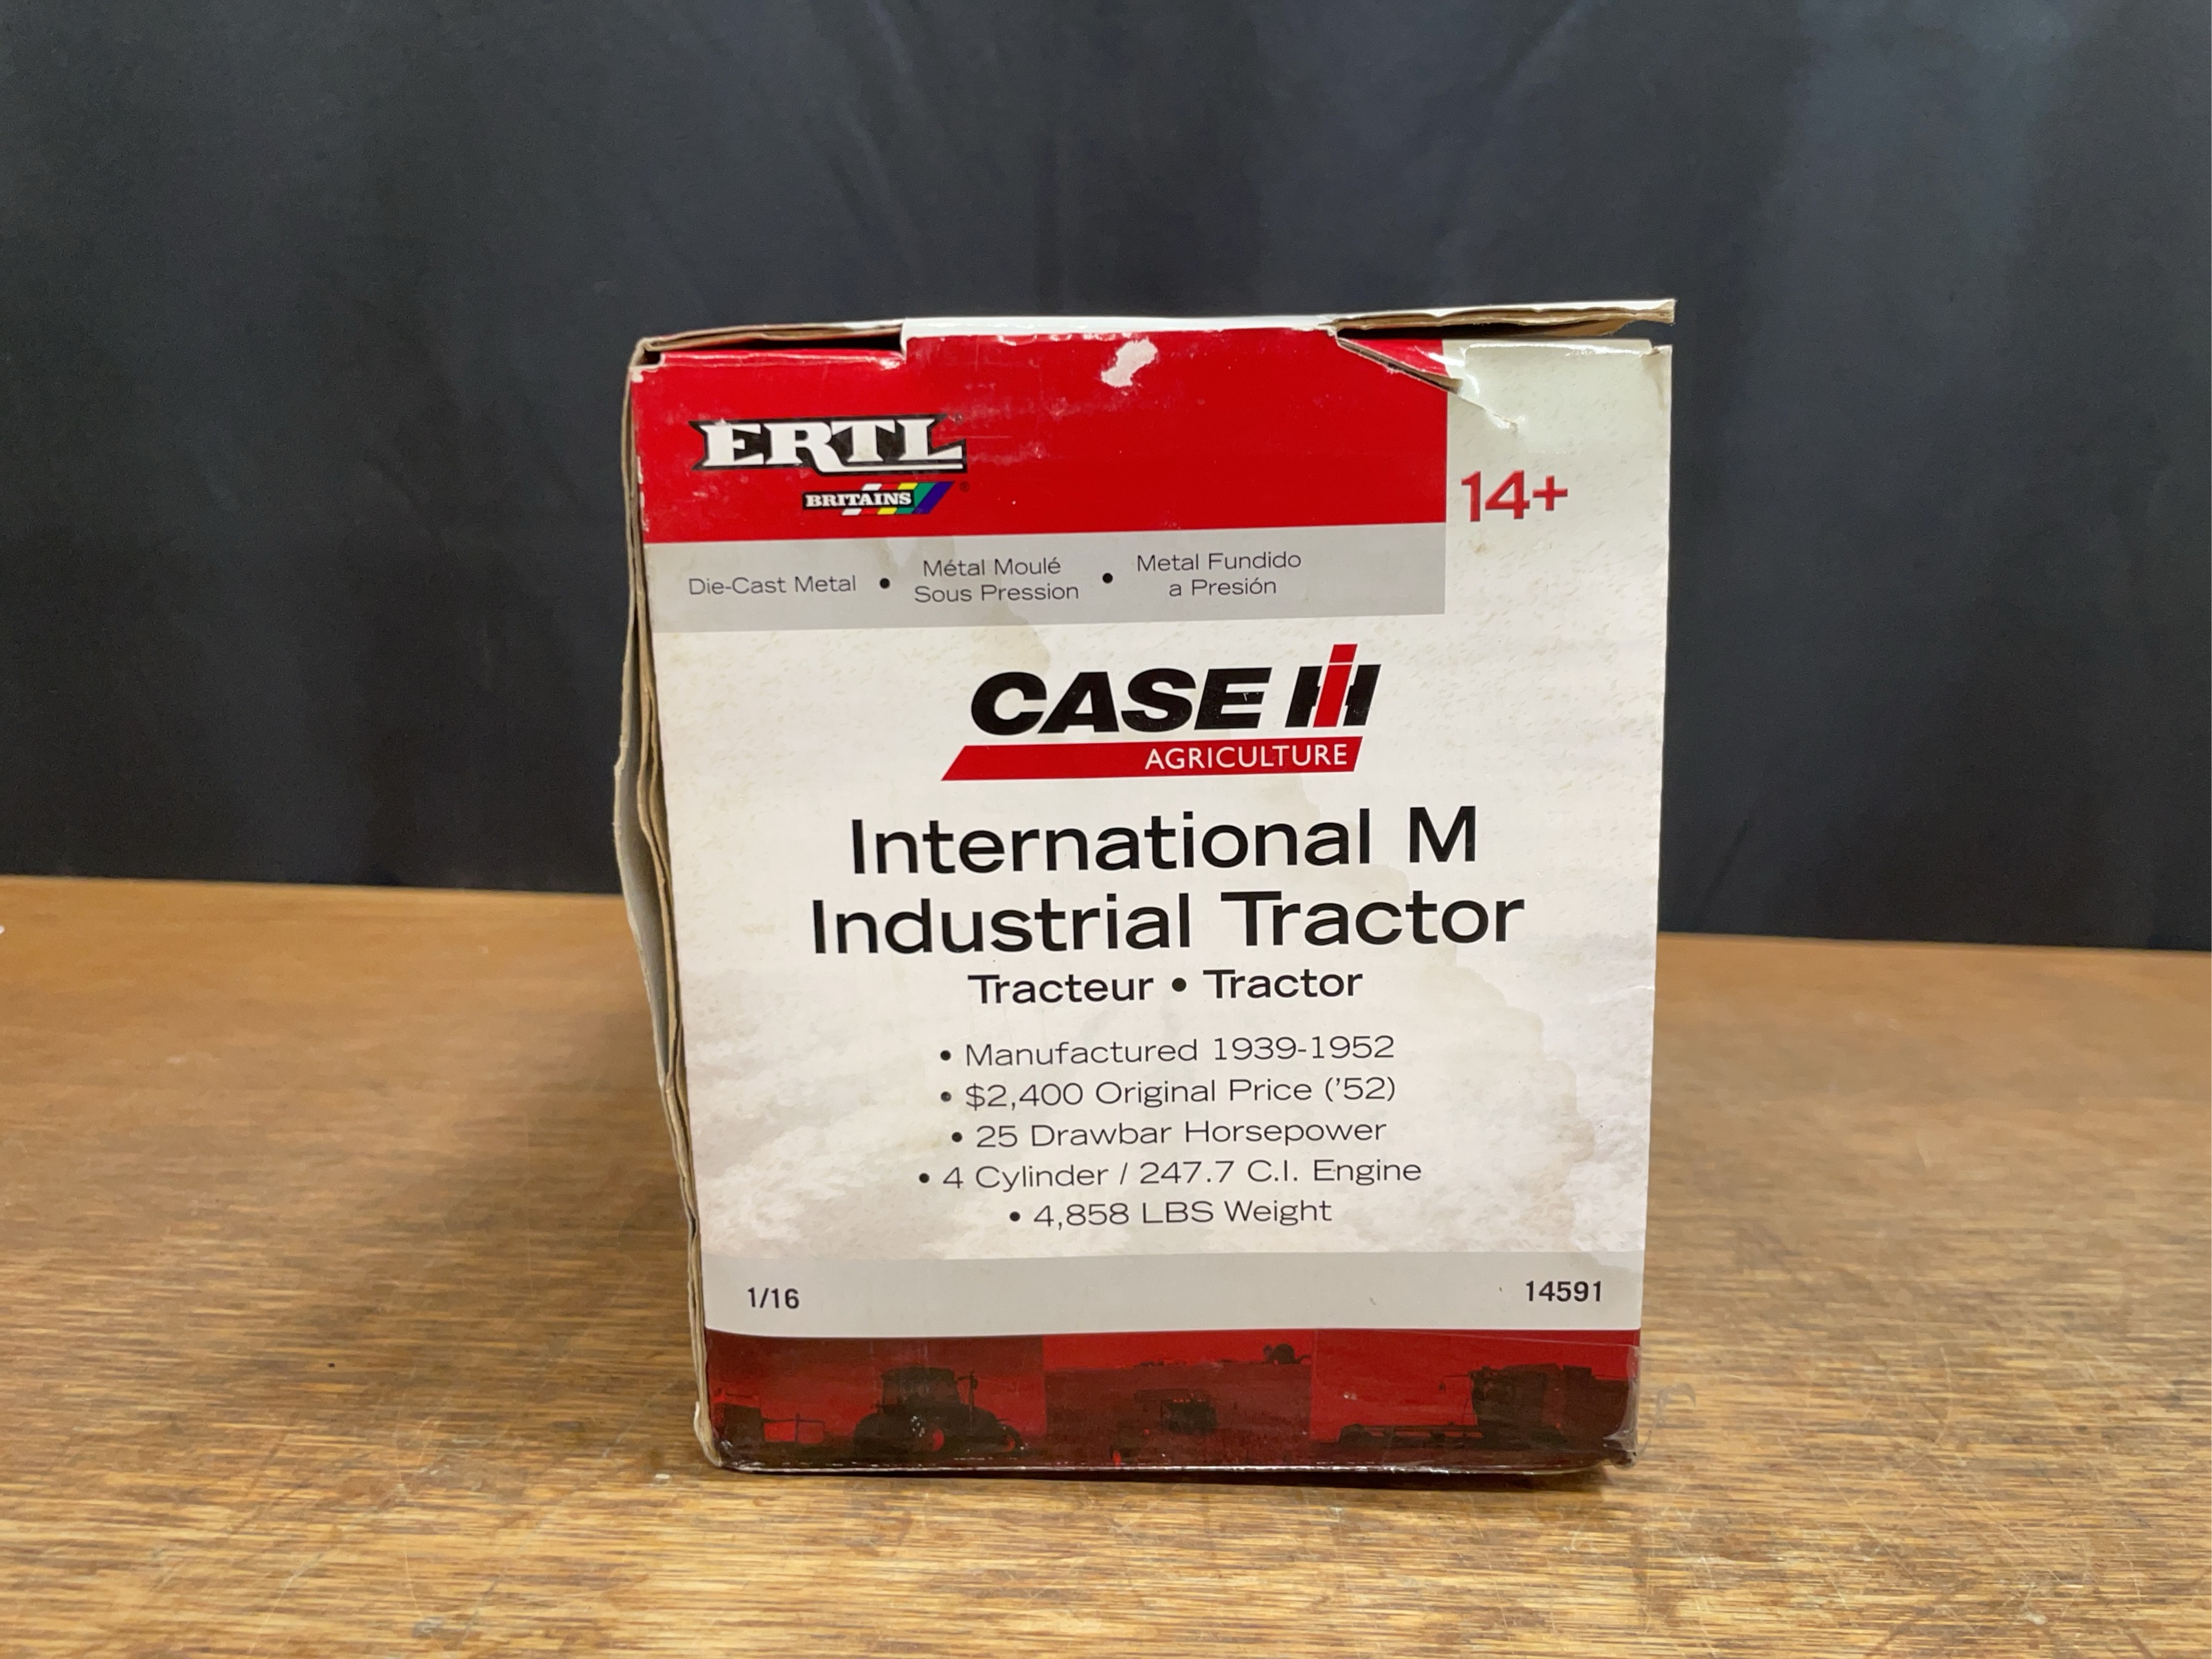 ERTL
BRITAINS ®
14+
Die-Cast Metal • Métal Moulé Sous Pression • Metal Fundido a Presión
CASE IH
AGRICULTURE
International M
Industrial Tractor
Tracteur • Tractor
• Manufactured 1939-1952
• $2,400 Original Price ('52)
• 25 Drawbar Horsepower
• 4 Cylinder / 247.7 C.I. Engine
• 4,858 LBS Weight
1/16
14591